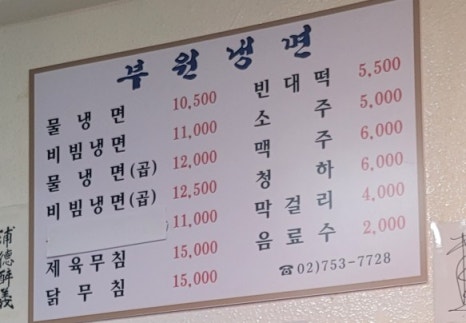 부원냉면
물냉면 10,500
비빔냉면 11,000
물냉면(곱) 12,000
비빔냉면(곱) 12,500
11,000
제육무침 15,000
닭무침 15,000
빈대떡 5,500
소주 5,000
맥주 6,000
청하 6,000
막걸리 4,000
음료수 2,000
☎02)753-7728
德醉義